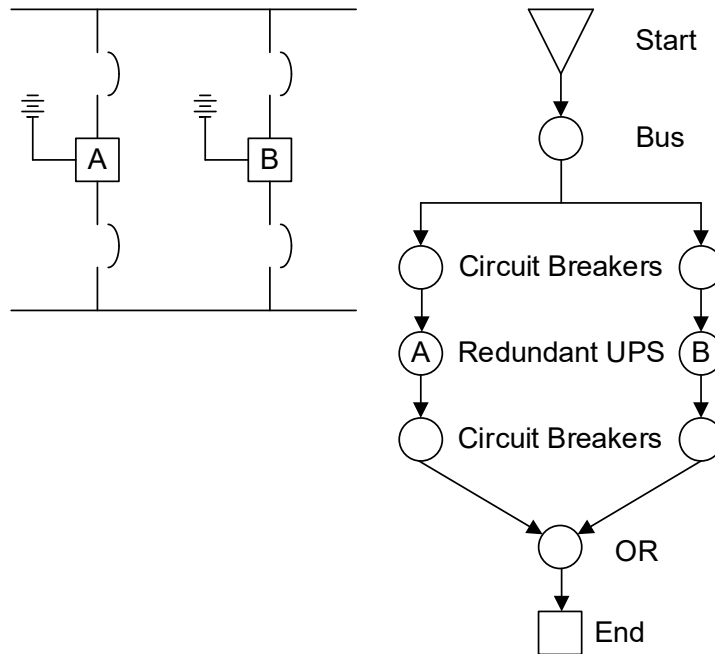 A
B
Start
Bus
Circuit Breakers
A
Redundant UPS
B
Circuit Breakers
OR
End